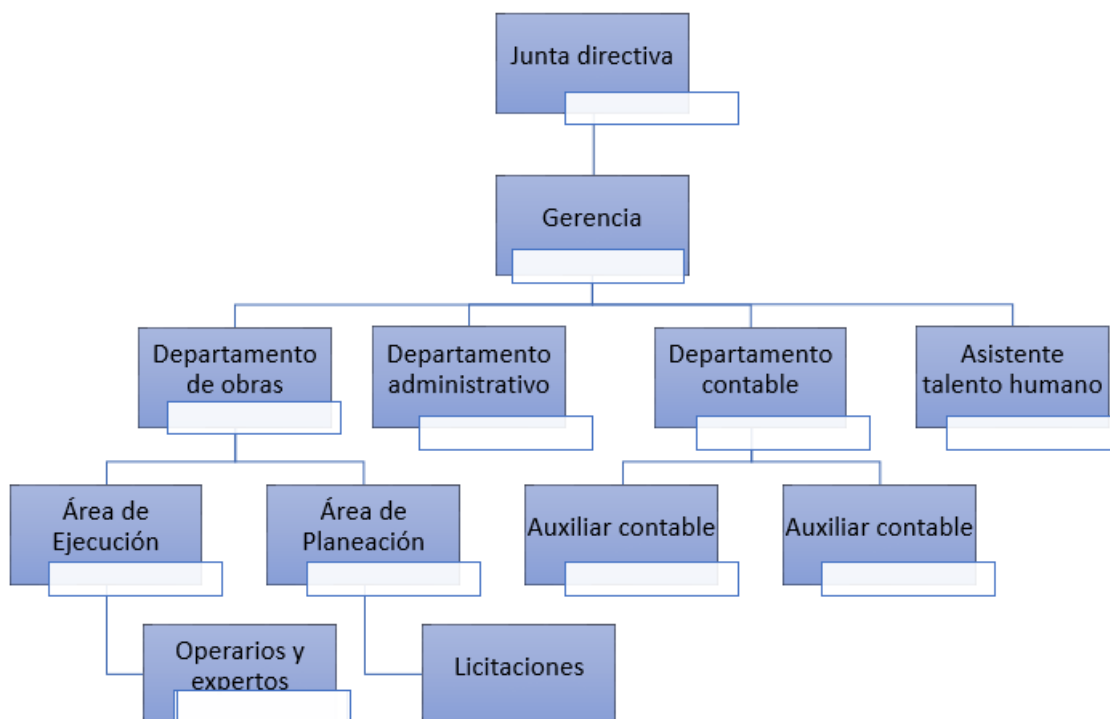 Junta directiva
Gerencia
Departamento
de obras
Departamento
administrativo
Departamento
contable
Asistente
talento humano
Área de
Ejecución
Área de
Planeación
Auxiliar contable
Auxiliar contable
Operarios y
expertos
Licitaciones